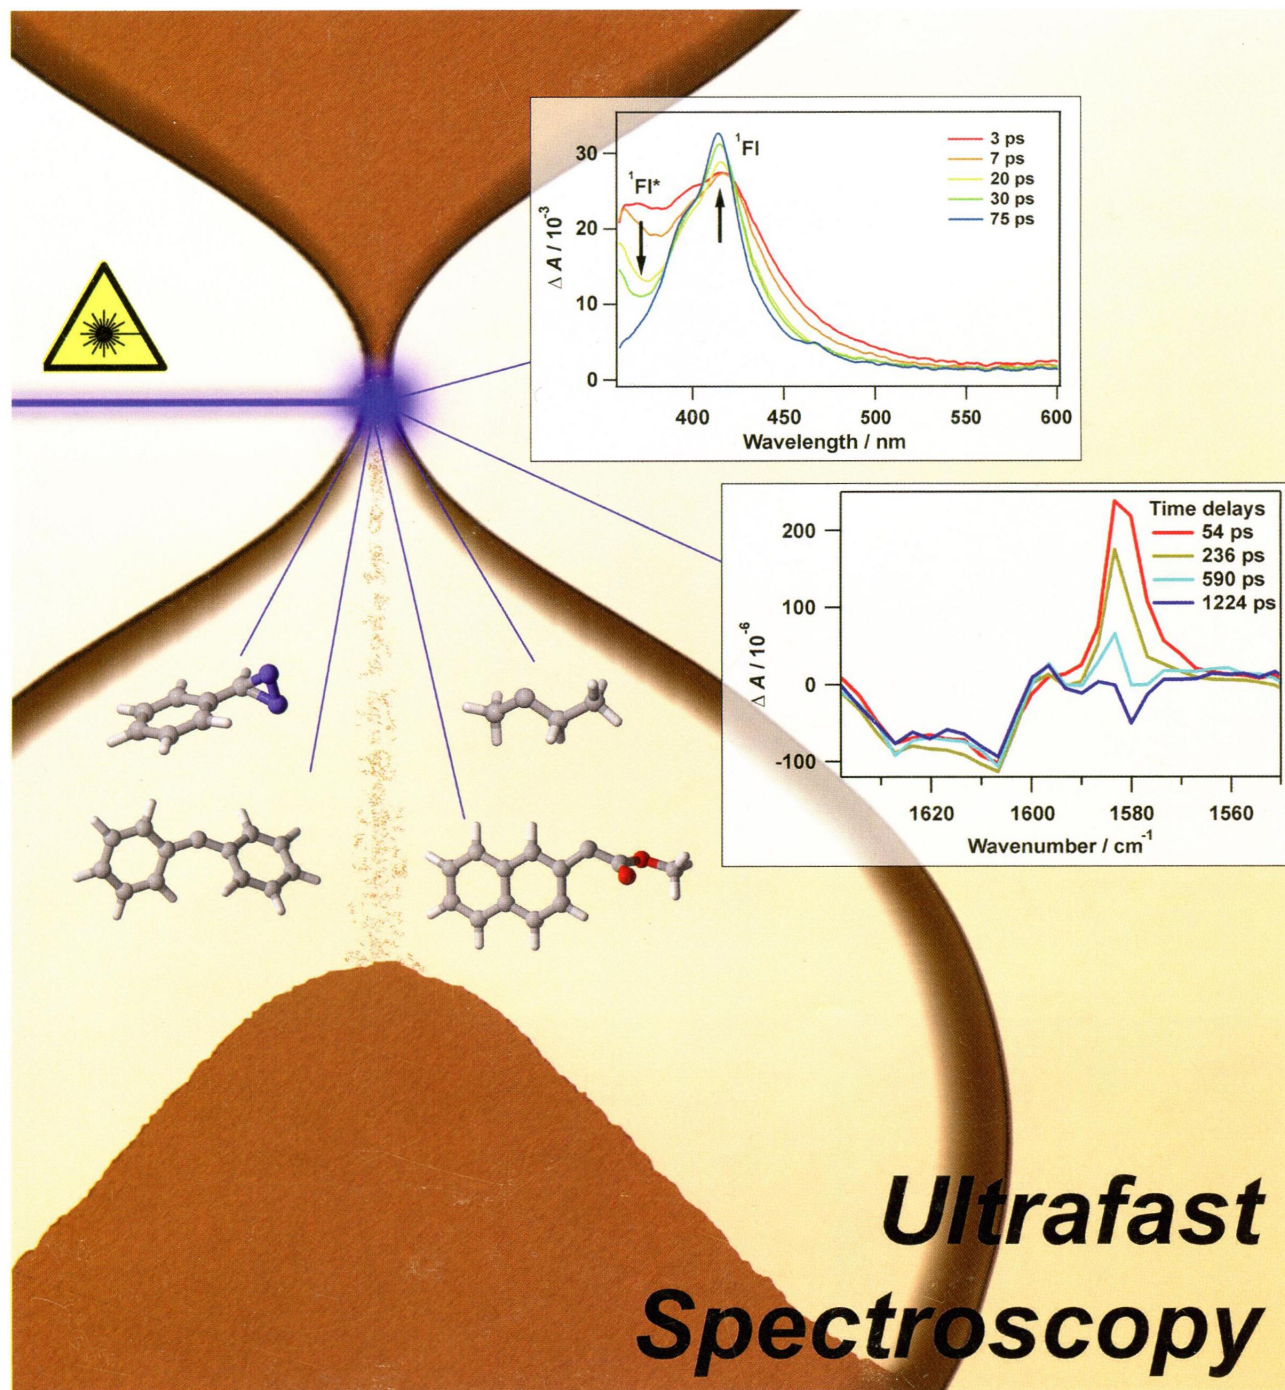 30
20
10
0
Δ A / 10⁻³
¹Fl*
¹Fl
3 ps
7 ps
20 ps
30 ps
75 ps
400 450 500 550 600
Wavelength / nm
200
100
0
-100
Δ A / 10⁻⁶
Time delays
54 ps
236 ps
590 ps
1224 ps
1620 1600 1580 1560
Wavenumber / cm⁻¹
Ultrafast
Spectroscopy